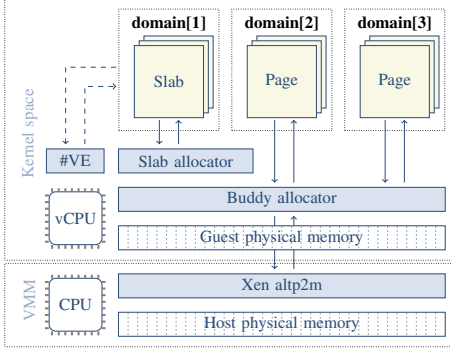 domain[1] domain[2] domain[3]
Slab Page Page
Kernel space
#VE Slab allocator
Buddy allocator
vCPU
Guest physical memory
VMM
Xen altp2m
CPU
Host physical memory